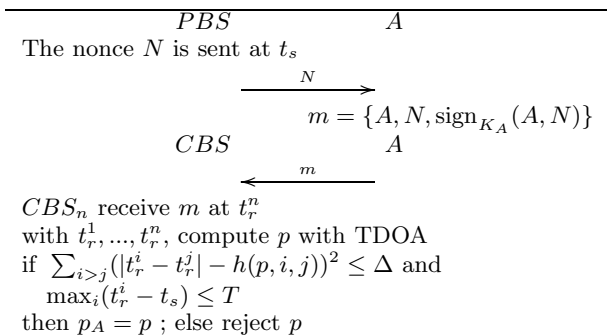 PBS A
The nonce N is sent at t_s
N
m = {A, N, sign_{K_A}(A, N)}
CBS A
m
CBS_n receive m at t_r^n
with t_r^1, ..., t_r^n, compute p with TDOA
if ∑_{i>j}(|t_r^i − t_r^j| − h(p, i, j))^2 ≤ Δ and
max_i(t_r^i − t_s) ≤ T
then p_A = p ; else reject p